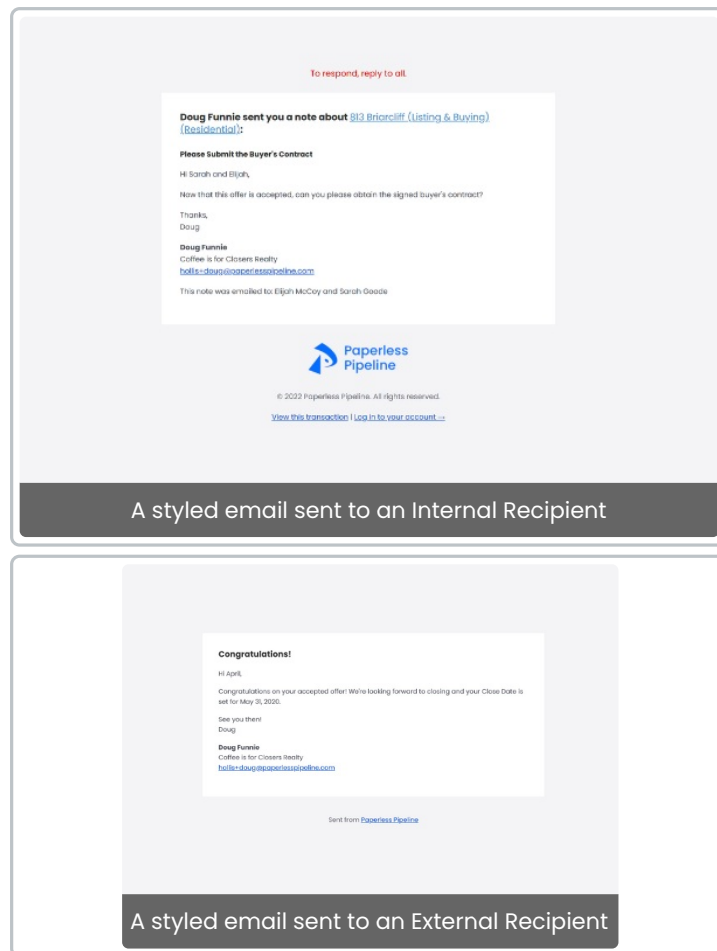 To respond, reply to all.
Doug Funnie sent you a note about 813 Briarcliff (Listing & Buying)
(Residential):
Please Submit the Buyer's Contract
Hi Sarah and Elijah,
Now that this offer is accepted, can you please obtain the signed buyer's contract?
Thanks,
Doug
Doug Funnie
Coffee is for Closers Realty
hollis+doug@paperlesspipeline.com
This note was emailed to: Elijah McCoy and Sarah Goode
Paperless
Pipeline
© 2022 Paperless Pipeline. All rights reserved.
View this transaction | Log in to your account →
A styled email sent to an Internal Recipient
Congratulations!
Hi April,
Congratulations on your accepted offer! We're looking forward to closing and your Close Date is
set for May 31, 2020.
See you then!
Doug
Doug Funnie
Coffee is for Closers Realty
hollis+doug@paperlesspipeline.com
Sent from Paperless Pipeline
A styled email sent to an External Recipient